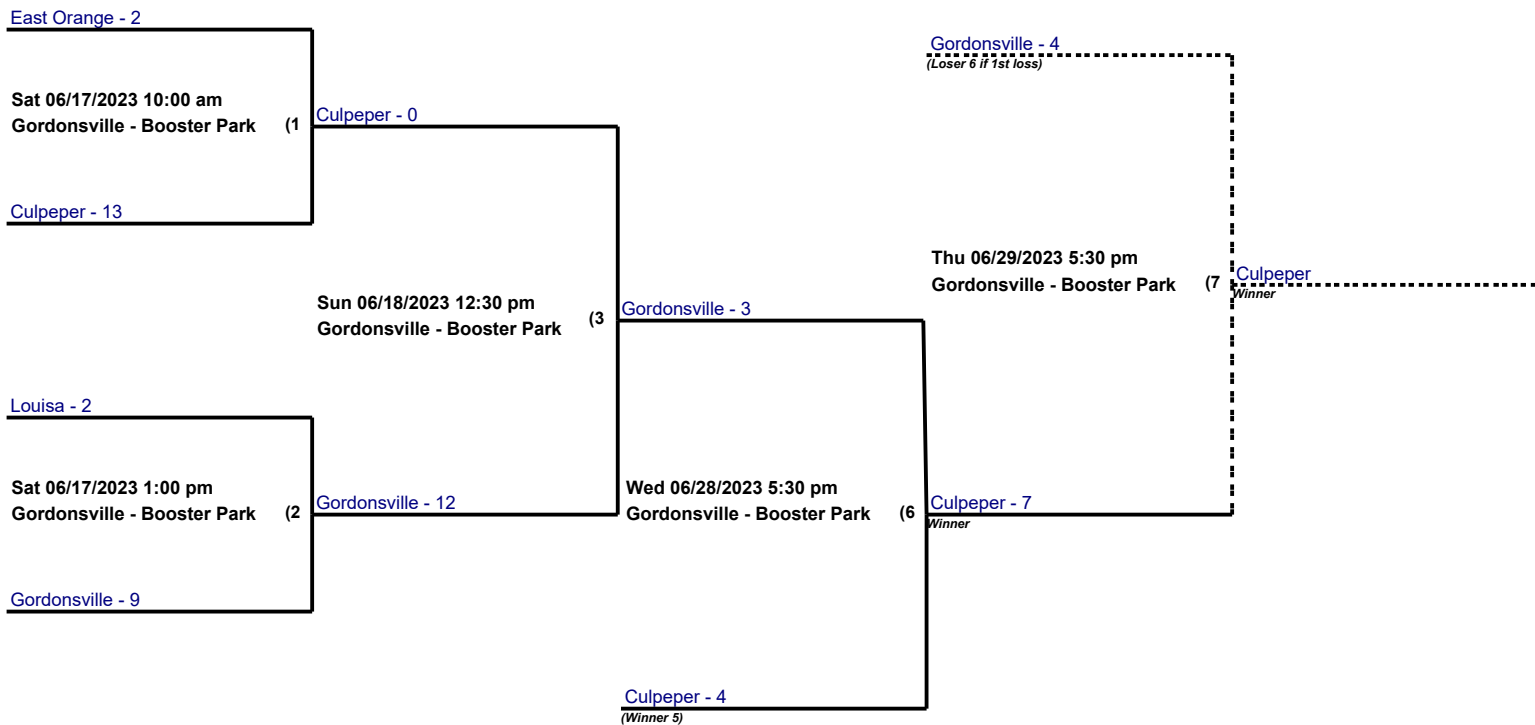 East Orange - 2
Gordonsville - 4
(Loser 6 if 1st loss)
Sat 06/17/2023 10:00 am
Gordonsville - Booster Park (1
Culpeper - 0
Culpeper - 13
Thu 06/29/2023 5:30 pm
Gordonsville - Booster Park (7
Culpeper
Winner
Sun 06/18/2023 12:30 pm
Gordonsville - Booster Park (3
Gordonsville - 3
Louisa - 2
Sat 06/17/2023 1:00 pm
Gordonsville - Booster Park (2
Gordonsville - 12
Wed 06/28/2023 5:30 pm
Gordonsville - Booster Park (6
Culpeper - 7
Winner
Gordonsville - 9
Culpeper - 4
(Winner 5)